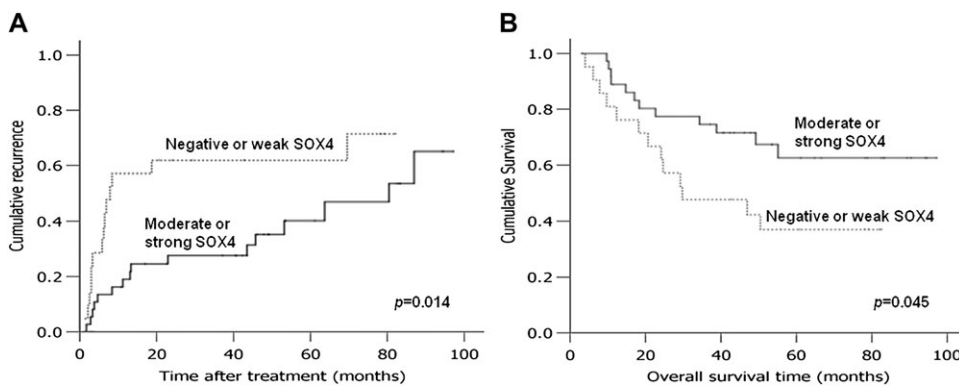 A
Cumulative recurrence
1.0
0.8
0.6
0.4
0.2
0.0
Negative or weak SOX4
Moderate or
strong SOX4
p=0.014
0 20 40 60 80 100
Time after treatment (months)
B
Cumulative Survival
1.0
0.8
0.6
0.4
0.2
0.0
Moderate or
strong SOX4
Negative or weak SOX4
p=0.045
0 20 40 60 80 100
Overall survival time (months)